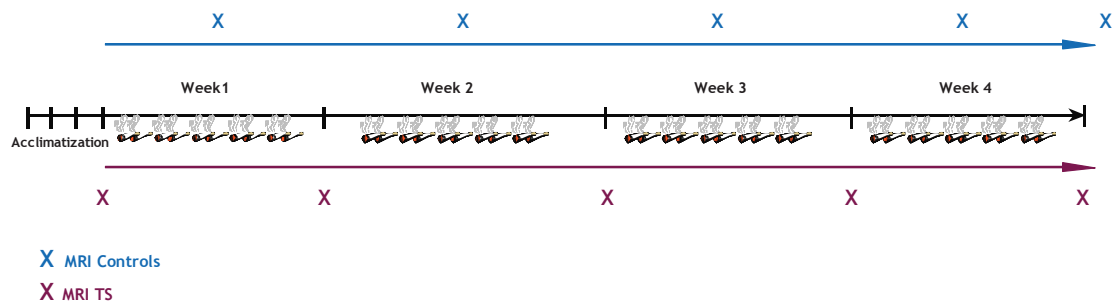 X X X X X
Week1 Week 2 Week 3 Week 4
Acclimatization
X X X X X
X MRI Controls
X MRI TS